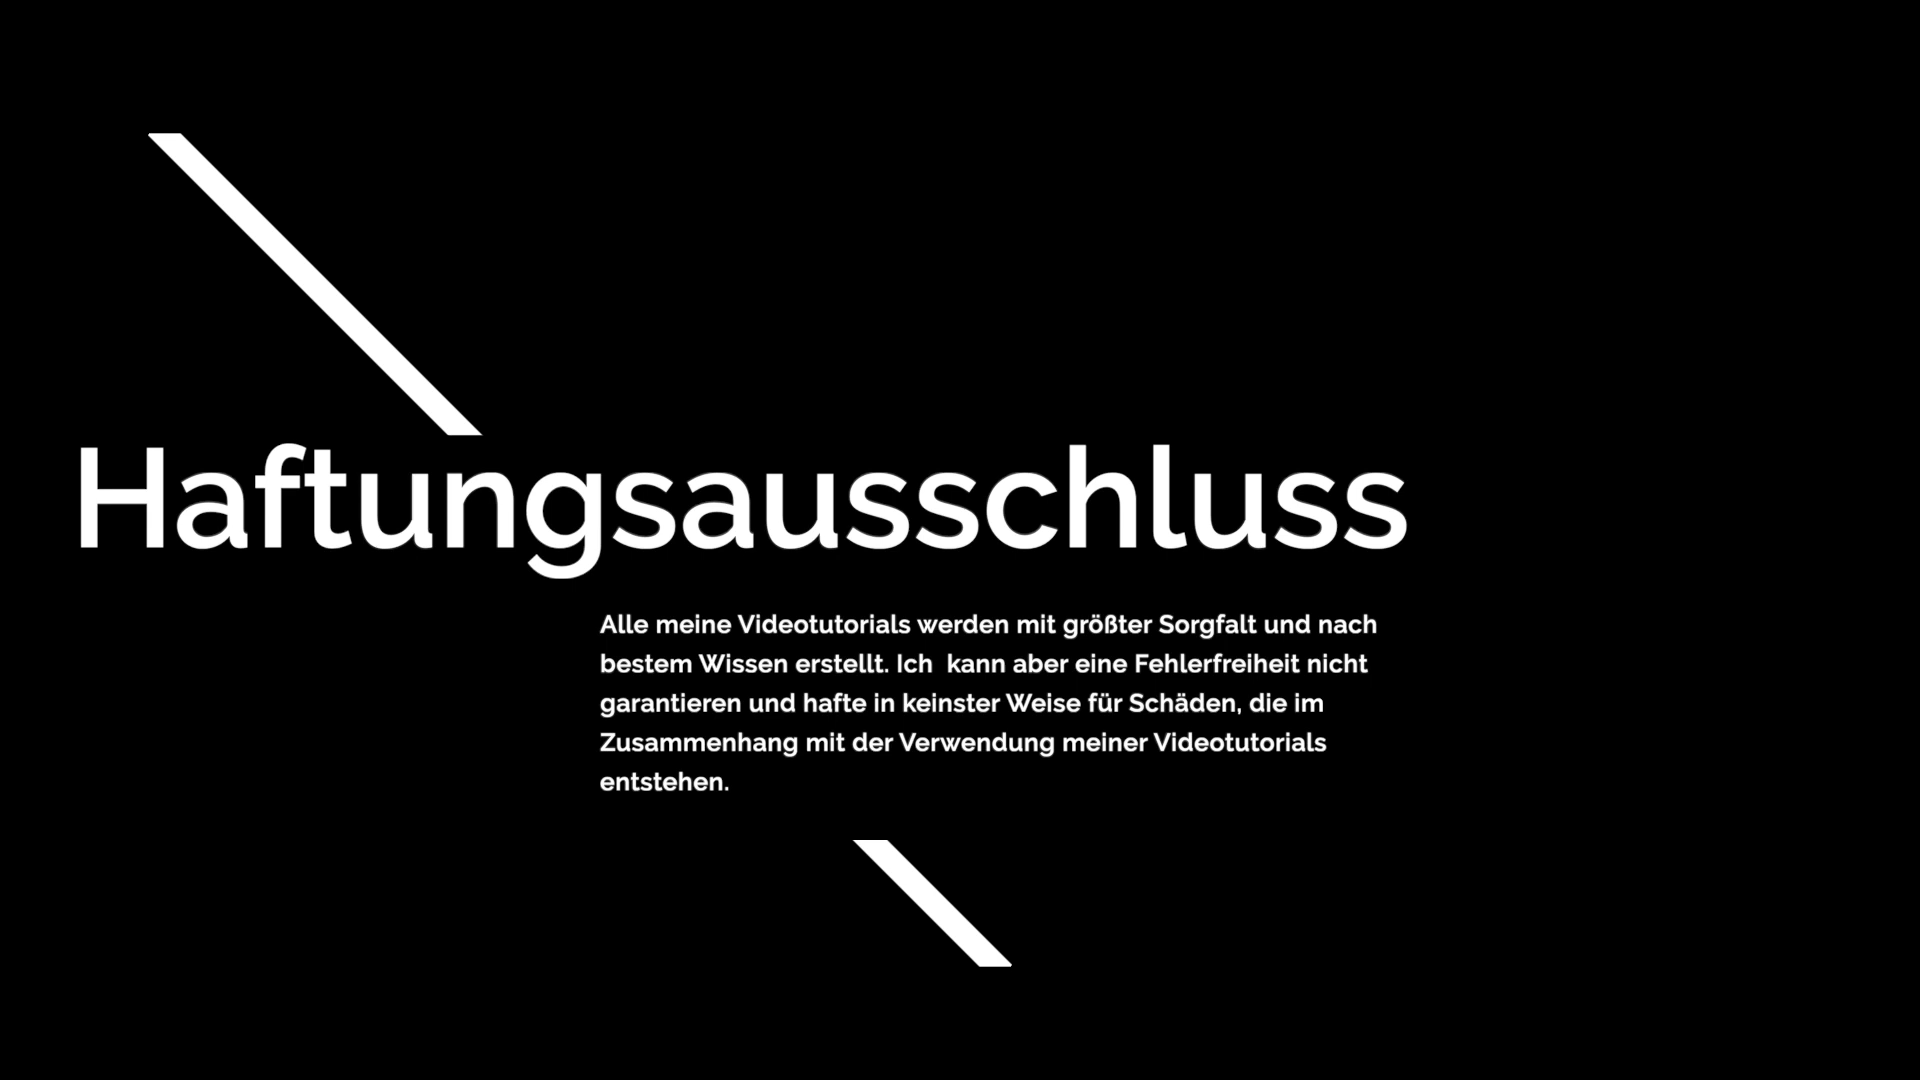 Haftungsausschluss
Alle meine Videotutorials werden mit größter Sorgfalt und nach
bestem Wissen erstellt. Ich  kann aber eine Fehlerfreiheit nicht
garantieren und hafte in keinster Weise für Schäden, die im
Zusammenhang mit der Verwendung meiner Videotutorials
entstehen.